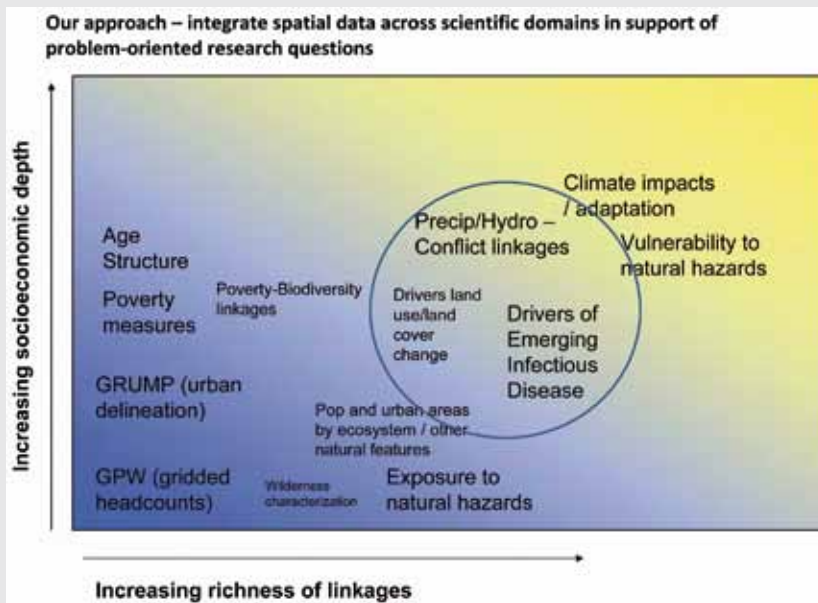 Our approach – integrate spatial data across scientific domains in support of
problem-oriented research questions
Increasing socioeconomic depth
Climate impacts
/ adaptation
Precip/Hydro –
Conflict linkages
Vulnerability to
natural hazards
Age
Structure
Poverty
measures
Poverty-Biodiversity
linkages
Drivers land
use/land
cover
change
Drivers of
Emerging
Infectious
Disease
GRUMP (urban
delineation)
Pop and urban areas
by ecosystem / other
natural features
GPW (gridded
headcounts)
Wilderness
characterization
Exposure to
natural hazards
Increasing richness of linkages